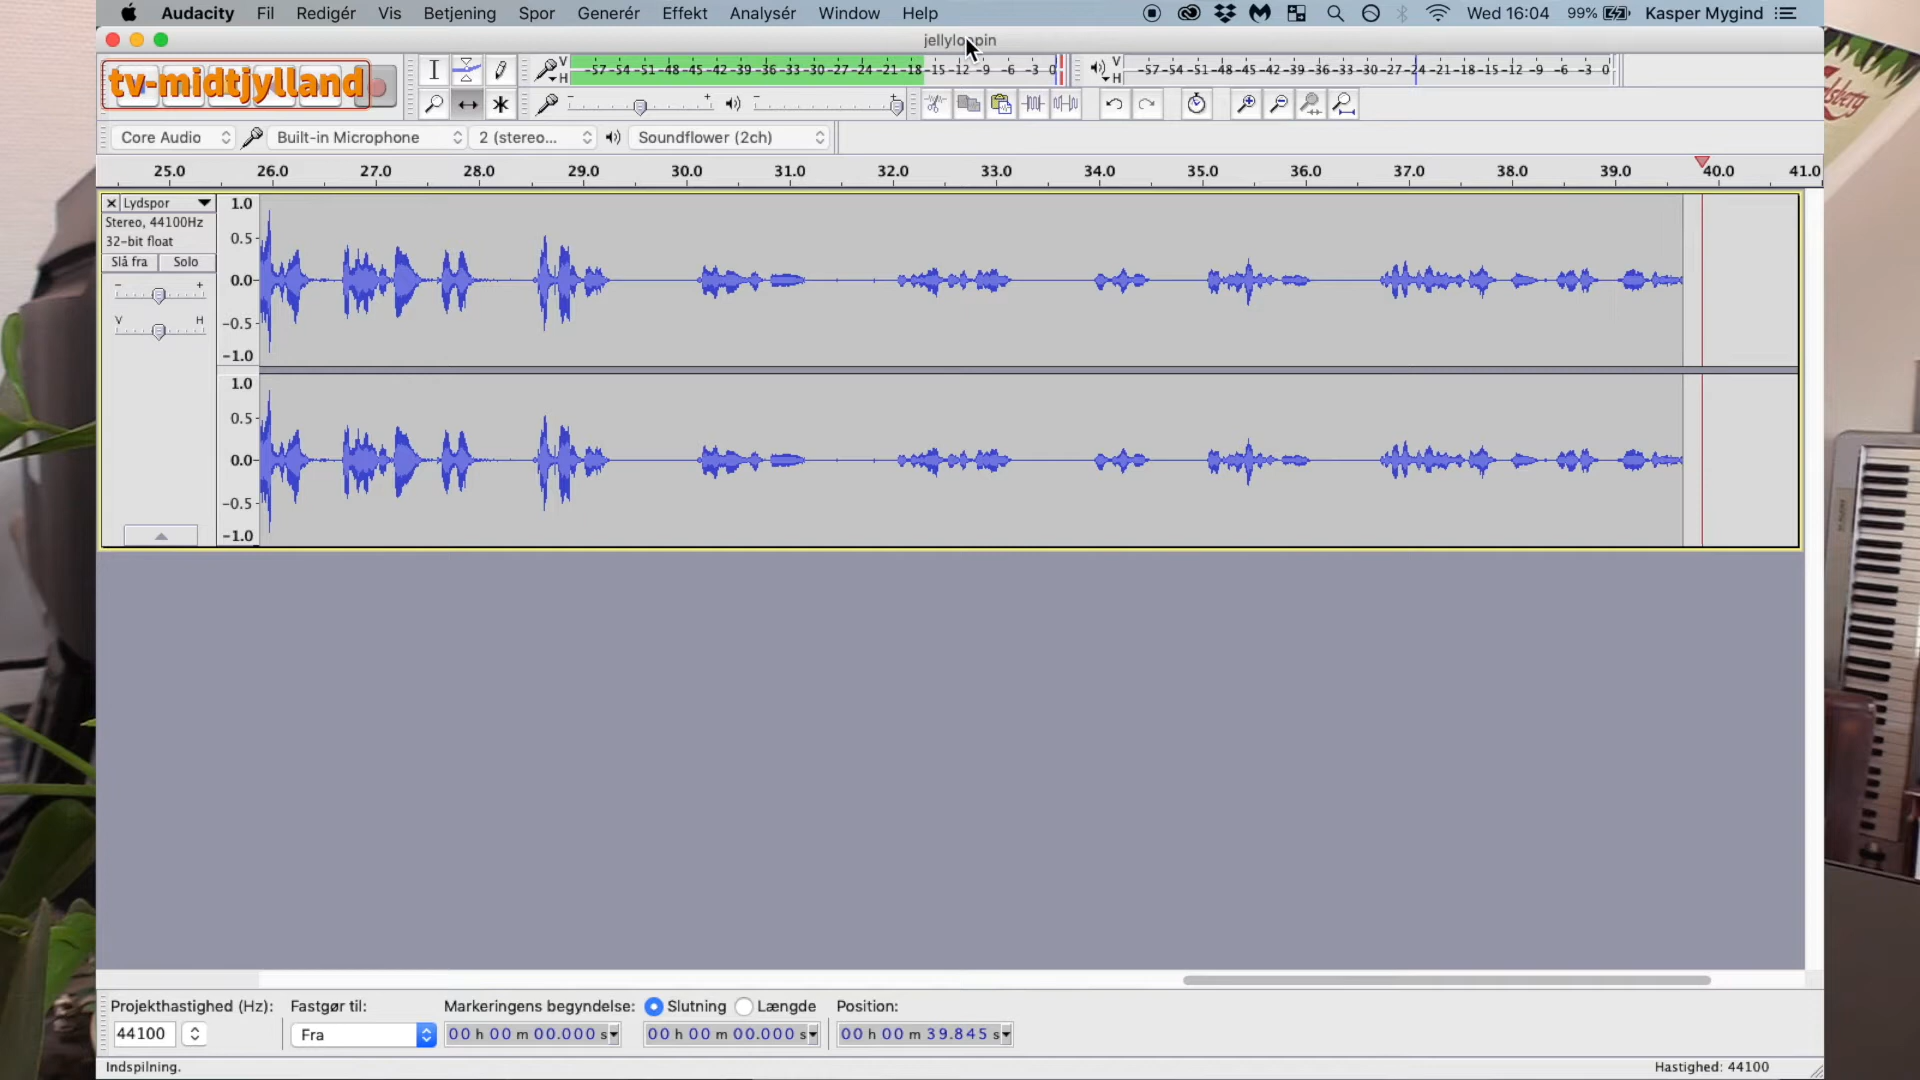 Audacity Fil Redigér Vis Betjening Spor Generér Effekt Analysér Window Help Wed 16:04 99% Kasper Mygind
jellyloppin
tv-midtjylland
V -57 -54 -51 -48 -45 -42 -39 -36 -33 -30 -27 -24 -21 -18 -15 -12 -9 -6 -3 0 V -57 -54 -51 -48 -45 -42 -39 -36 -33 -30 -27 -24 -21 -18 -15 -12 -9 -6 -3 0
H H
Core Audio Built-in Microphone 2 (stereo... Soundflower (2ch)
25.0 26.0 27.0 28.0 29.0 30.0 31.0 32.0 33.0 34.0 35.0 36.0 37.0 38.0 39.0 40.0 41.0
Lydspor 1.0
Stereo, 44100Hz
32-bit float 0.5
Slå fra Solo
- + 0.0
V H -0.5
-1.0
1.0
0.5
0.0
-0.5
-1.0
Projekthastighed (Hz): Fastgør til: Markeringens begyndelse: Slutning Længde Position:
44100 Fra 00 h 00 m 00.000 s 00 h 00 m 00.000 s 00 h 00 m 39.845 s
Indspilning. Hastighed: 44100